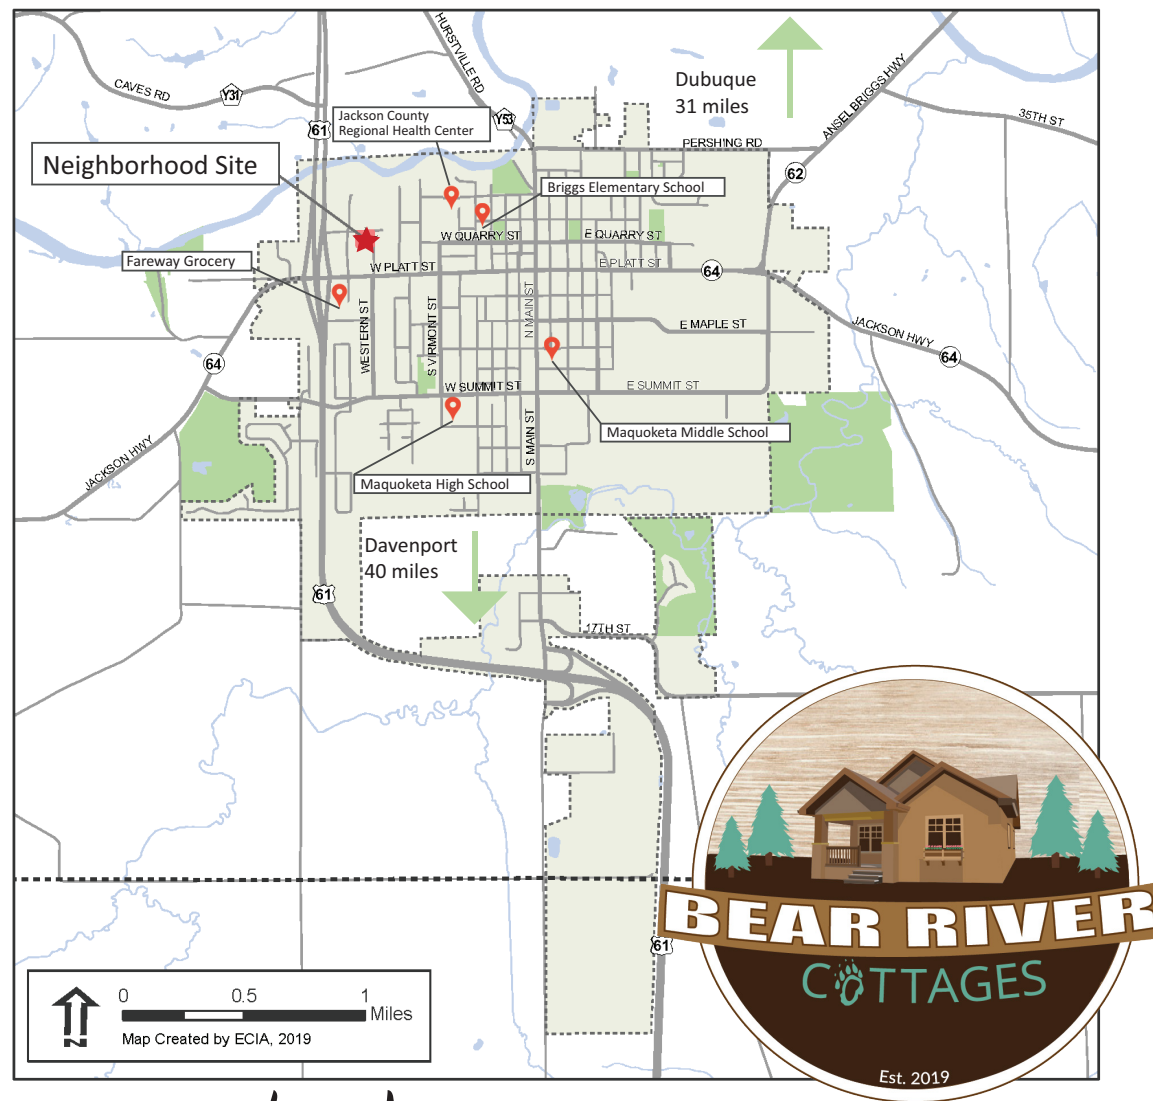 HURSTVILLE RD
Dubuque
31 miles
ANSEL BRIGGS HWY
CAVES RD
Y31
Y53
35TH ST
61
Jackson County
Regional Health Center
PERSHING RD
Neighborhood Site
62
Briggs Elementary School
W QUARRY ST
E QUARRY ST
Fareway Grocery
W PLATT ST
E PLATT ST
64
WESTERN ST
S VIRMONT ST
N MAIN ST
E MAPLE ST
JACKSON HWY
64
64
W SUMMIT ST
E SUMMIT ST
S MAIN ST
Maquoketa Middle School
JACKSON HWY
Maquoketa High School
Davenport
40 miles
61
17TH ST
BEAR RIVER
61
COTTAGES
0 0.5 1
Miles
N
Map Created by ECIA, 2019
Est. 2019